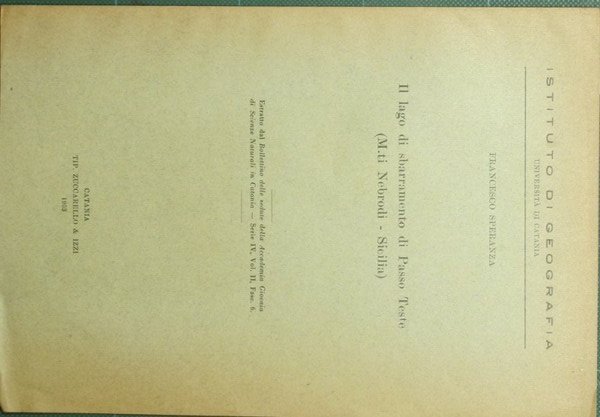 ISTITUTO DI GEOGRAFIA
UNIVERSITÀ DI CATANIA
FRANCESCO SPERANZA
Il lago di sbarramento di Passo Teste
(M.ti Nebrodi - Sicilia)
Estratto dal Bollettino delle sedute della Accademia Gioenia
di Scienze Naturali in Catania — Serie IV, Vol. II, Fasc. 6.
CATANIA
TIP. ZUCCARELLO & IZZI
1953